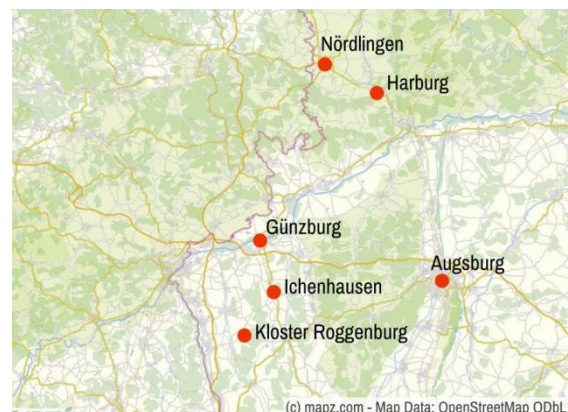 Nördlingen
Harburg
Günzburg
Augsburg
Ichenhausen
Kloster Roggenburg
(c) mapz.com - Map Data: OpenStreetMap ODbL